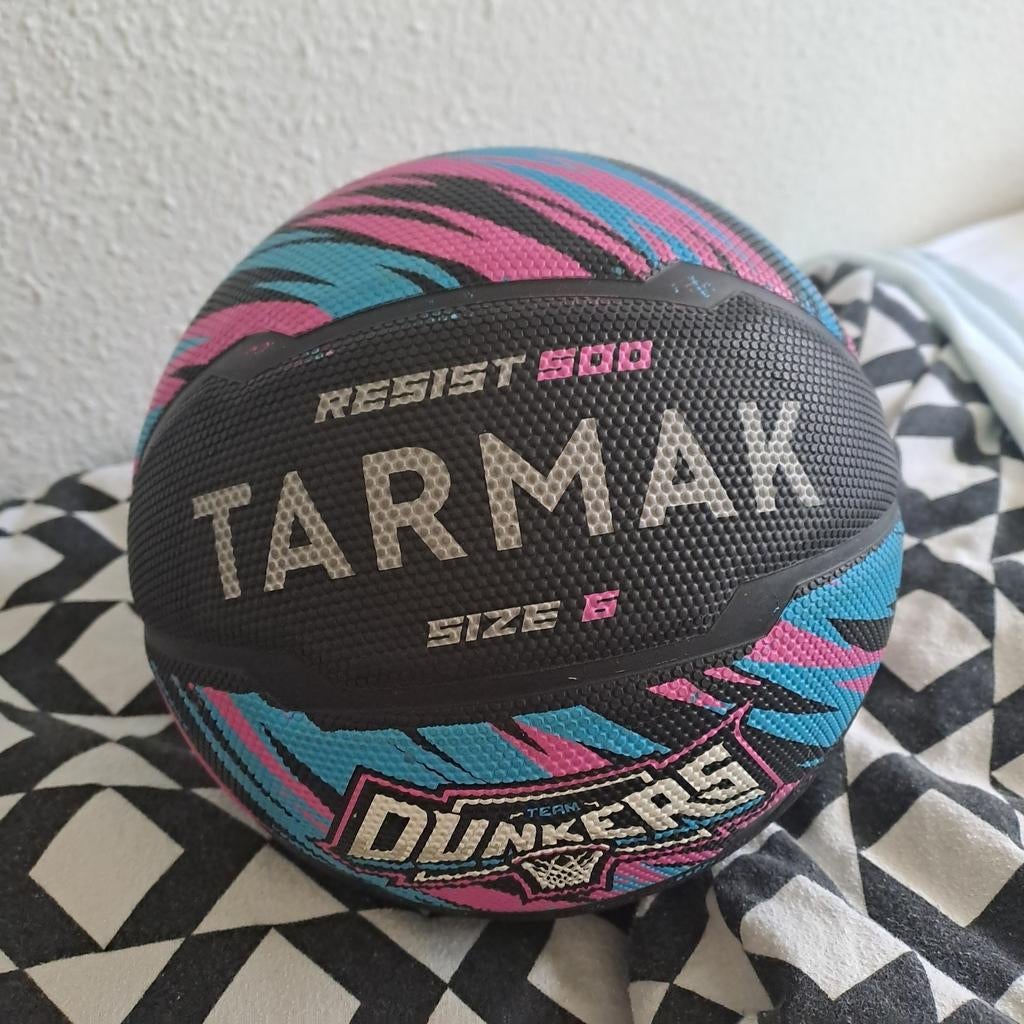 RESIST 500
TARMAK
SIZE 6
TEAM
DUNKERS